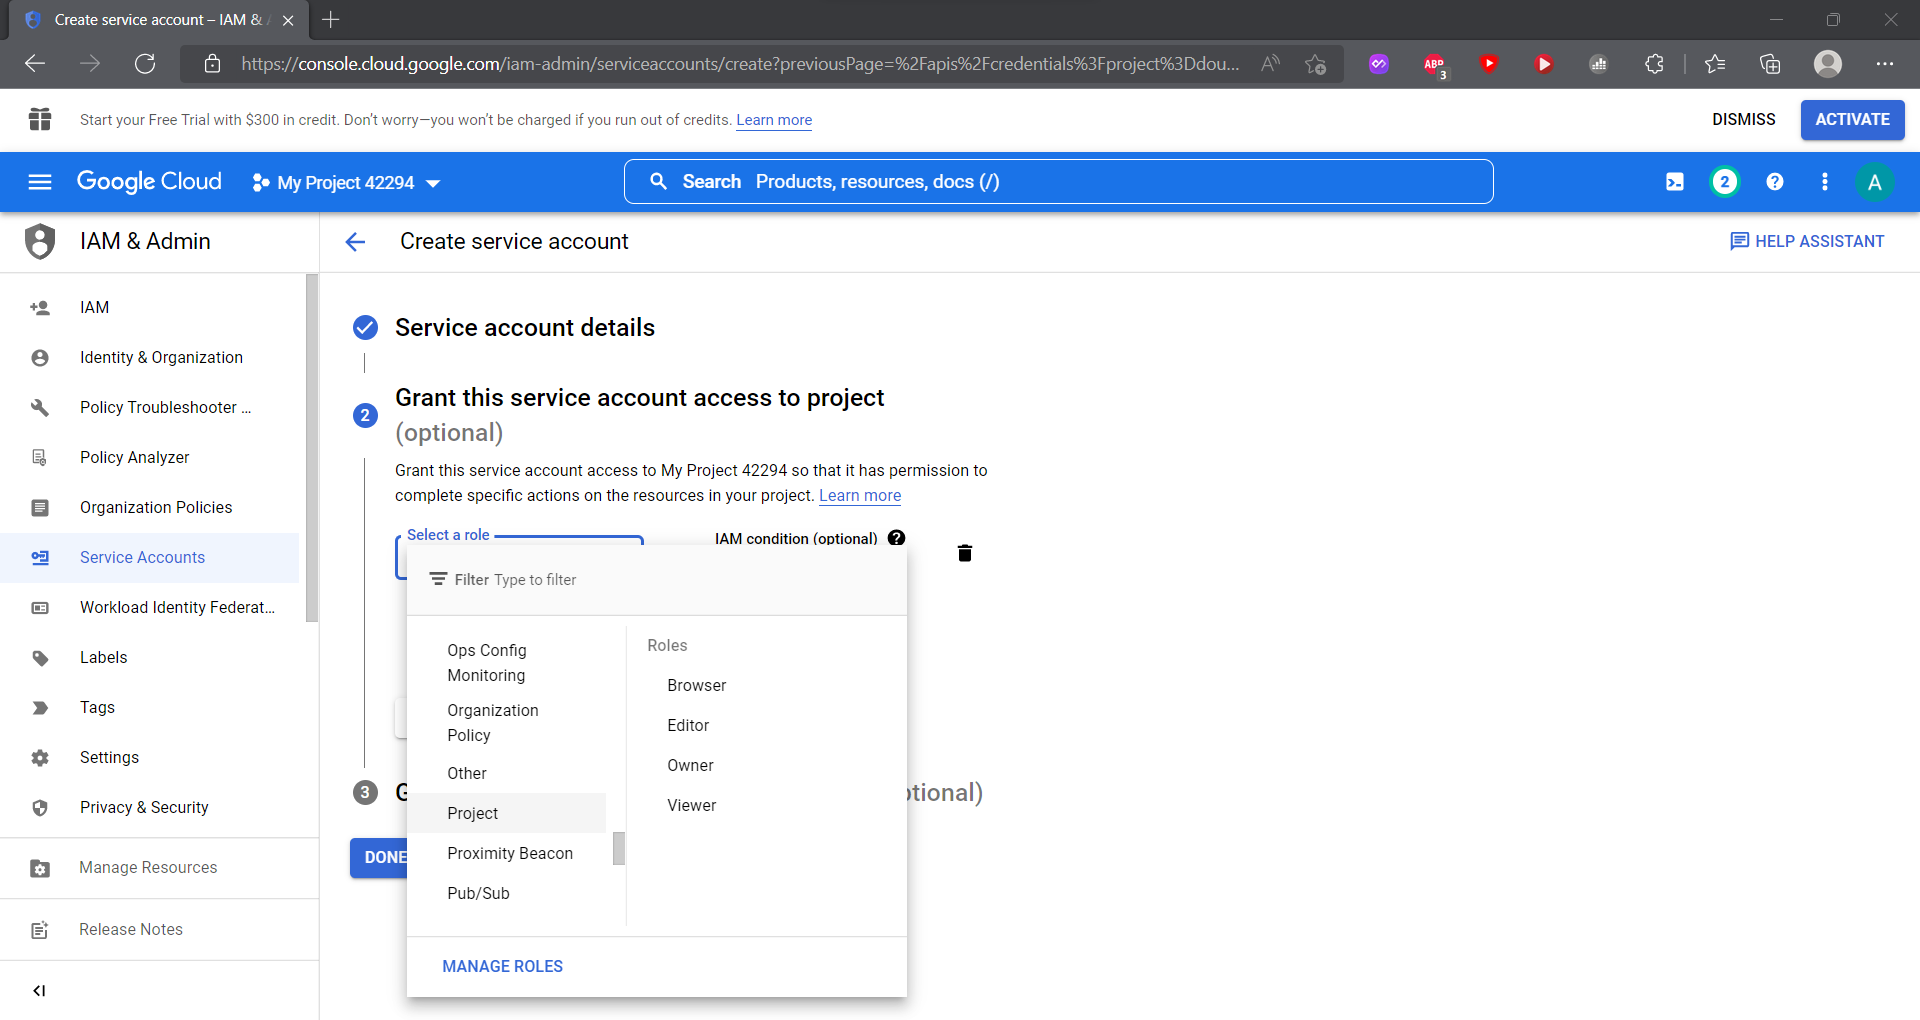 Create service account – IAM & A
https://console.cloud.google.com/iam-admin/serviceaccounts/create?previousPage=%2Fapis%2Fcredentials%3Fproject%3Ddou...
ABP
3
Start your Free Trial with $300 in credit. Don't worry—you won't be charged if you run out of credits. Learn more
DISMISS
ACTIVATE
Google Cloud
My Project 42294
Search Products, resources, docs (/)
2
?
A
IAM & Admin
Create service account
HELP ASSISTANT
IAM
Identity & Organization
Policy Troubleshooter ...
Policy Analyzer
Organization Policies
Service Accounts
Workload Identity Federat...
Labels
Tags
Settings
Privacy & Security
Manage Resources
Release Notes
Service account details
2
Grant this service account access to project
(optional)
Grant this service account access to My Project 42294 so that it has permission to
complete specific actions on the resources in your project. Learn more
Select a role
IAM condition (optional)
?
Filter Type to filter
Ops Config
Monitoring
Organization
Policy
Other
Project
Proximity Beacon
Pub/Sub
Roles
Browser
Editor
Owner
Viewer
MANAGE ROLES
3
G
ptional)
DONE